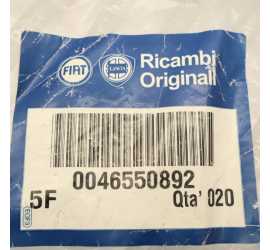 FIAT
LANCIA
Ricambi
Originali
0046550892
5F
Qta' 020